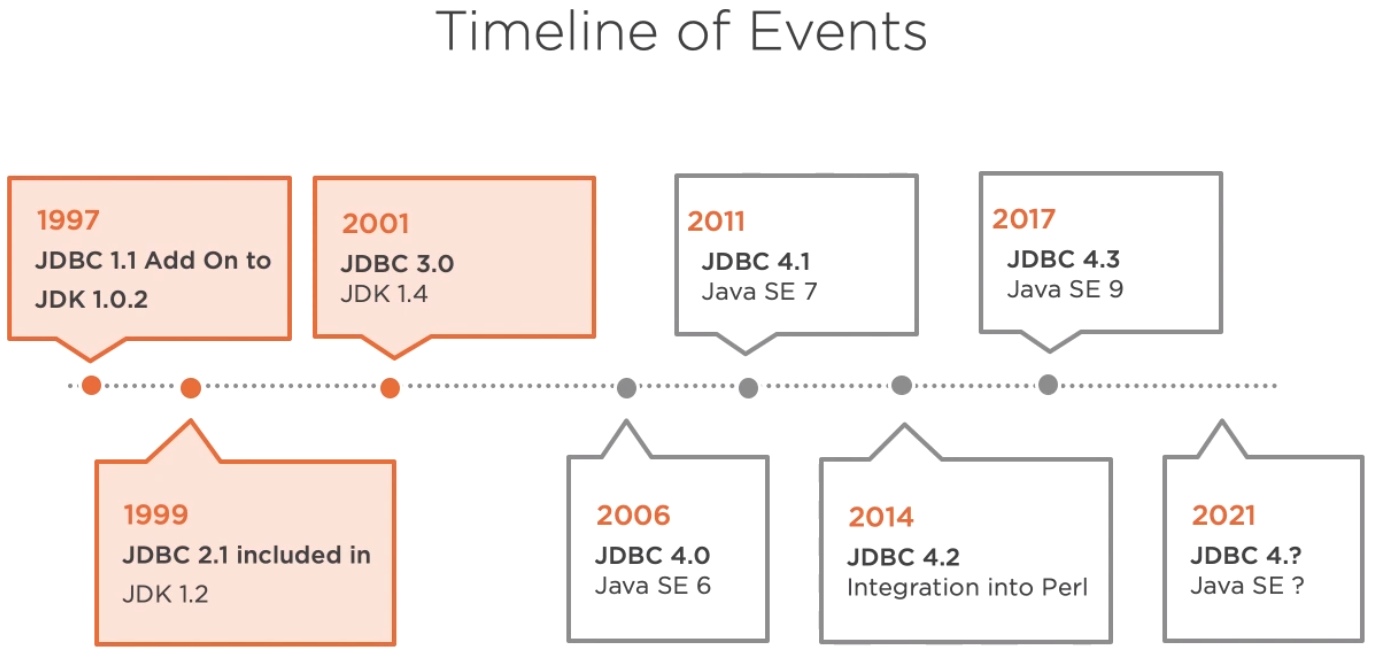 Timeline of Events
1997
JDBC 1.1 Add On to
JDK 1.0.2
2001
JDBC 3.0
JDK 1.4
2011
JDBC 4.1
Java SE 7
2017
JDBC 4.3
Java SE 9
1999
JDBC 2.1 included in
JDK 1.2
2006
JDBC 4.0
Java SE 6
2014
JDBC 4.2
Integration into Perl
2021
JDBC 4.?
Java SE ?